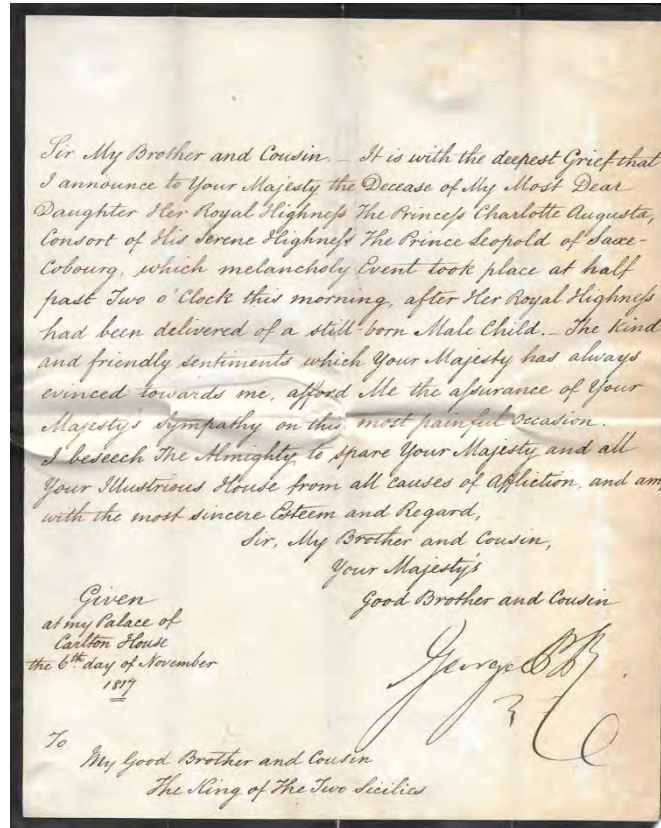 Sir My Brother and Cousin. _ It is with the deepest Grief that
I announce to Your Majesty the Decease of My Most Dear
Daughter Her Royal Highneſs The Princeſs Charlotte Augusta,
Consort of His Serene Highneſs The Prince Leopold of Saxe-
Cobourg, which melancholy Event took place at half
past Two o'Clock this morning, after Her Royal Highneſs
had been delivered of a still-born Male Child. _ The Kind
and friendly sentiments which Your Majesty has always
evinced towards me, afford Me the aſsurance of Your
Majesty's Sympathy on this most painful occasion.
I beseech The Almighty to spare Your Majesty and all
Your Illustrious House from all causes of Affliction, and am
with the most sincere Esteem and Regard,
Sir, My Brother and Cousin,
Your Majesty's
Good Brother and Cousin
George P R
Given
at my Palace of
Carlton House
the 6th. day of November
1817
To
My Good Brother and Cousin
The King of The Two Sicilies